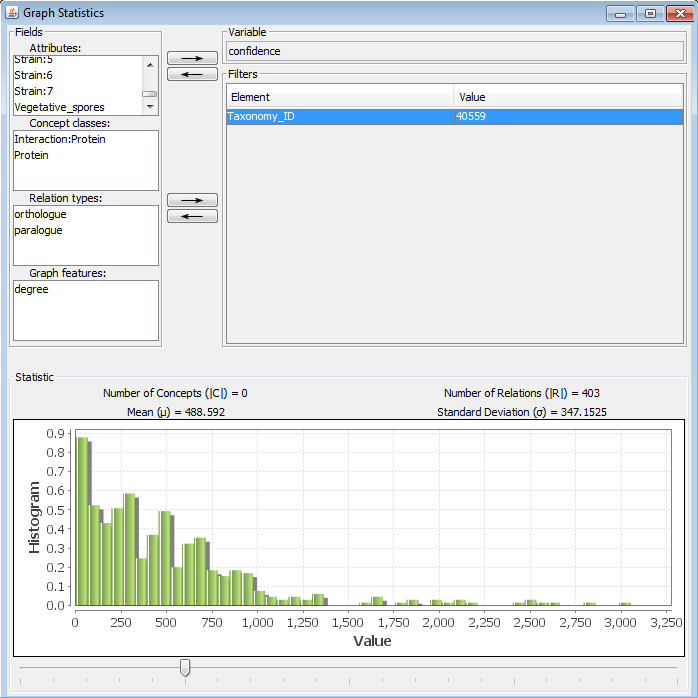 Graph Statistics
Fields
Attributes:
Strain:5
Strain:6
Strain:7
Vegetative_spores
Concept classes:
Interaction:Protein
Protein
Relation types:
orthologue
paralogue
Graph features:
degree
Variable
confidence
Filters
Element Value
Taxonomy_ID 40559
Statistic
Number of Concepts (|C|) = 0 Number of Relations (|R|) = 403
Mean (μ) = 488.592 Standard Deviation (σ) = 347.1525
Histogram
0.9
0.8
0.7
0.6
0.5
0.4
0.3
0.2
0.1
0.0
0 250 500 750 1,000 1,250 1,500 1,750 2,000 2,250 2,500 2,750 3,000 3,250
Value